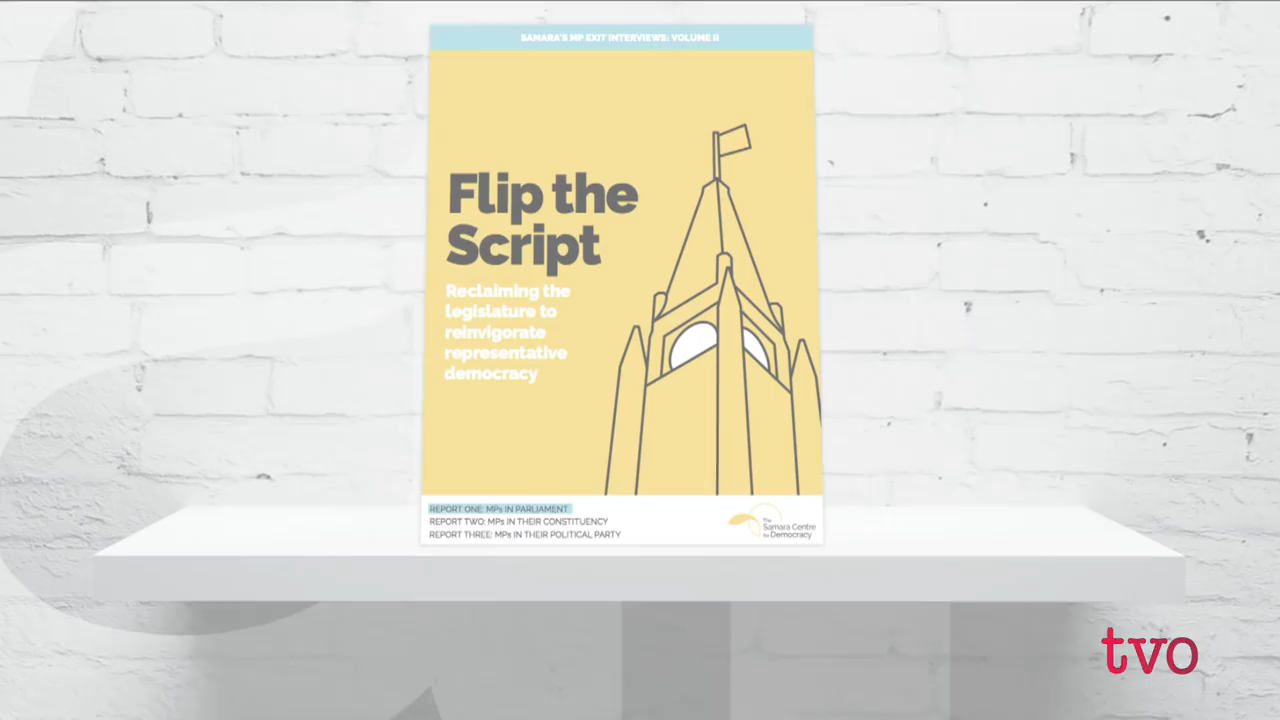 SAMARA'S MP EXIT INTERVIEWS: VOLUME II
Flip the
Script
Reclaiming the
legislature to
reinvigorate
representative
democracy
REPORT ONE: MPs IN PARLIAMENT
REPORT TWO: MPs IN THEIR CONSTITUENCY
REPORT THREE: MPs IN THEIR POLITICAL PARTY
The
Samara Centre
for Democracy
tvo